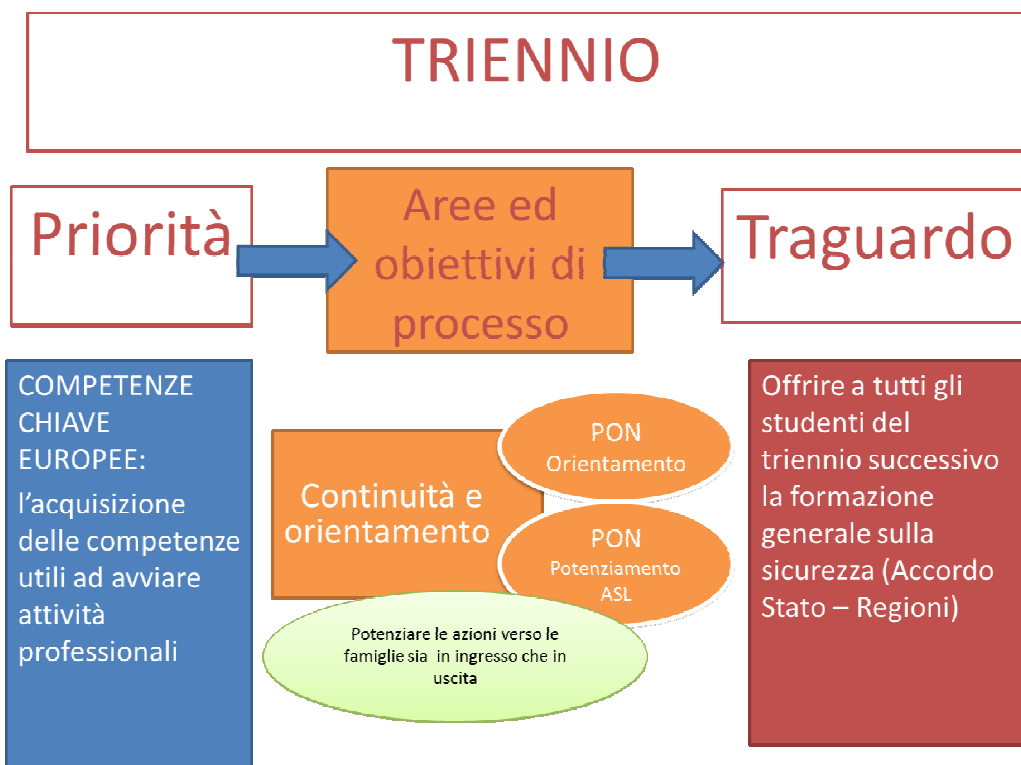 TRIENNIO
Priorità
Aree ed
obiettivi di
processo
Traguardo
COMPETENZE
CHIAVE
EUROPEE:
l’acquisizione
delle competenze
utili ad avviare
attività
professionali
Continuità e
orientamento
PON
Orientamento
PON
Potenziamento
ASL
Potenziare le azioni verso le
famiglie sia in ingresso che in
uscita
Offrire a tutti gli
studenti del
triennio successivo
la formazione
generale sulla
sicurezza (Accordo
Stato – Regioni)